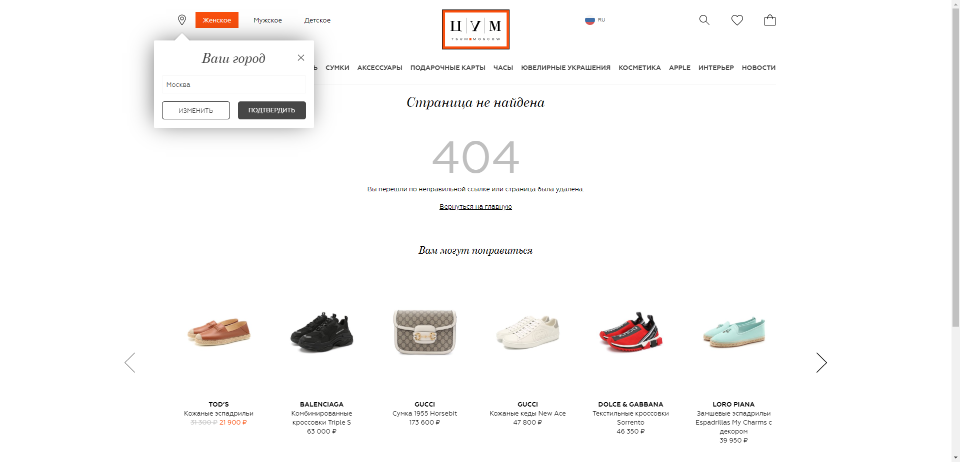 Женское Мужское Детское
ЦУМ
RU
Ваш город
Москва
ИЗМЕНИТЬ ПОДТВЕРДИТЬ
СУМКИ АКСЕССУАРЫ ПОДАРОЧНЫЕ КАРТЫ ЧАСЫ ЮВЕЛИРНЫЕ УКРАШЕНИЯ КОСМЕТИКА APPLE ИНТЕРЬЕР НОВОСТИ
Страница не найдена
404
Вы перешли по неправильной ссылке или страница была удалена.
Вернуться на главную
Вам могут понравиться
TOD'S
Кожаные эспадрильи
31 300 ₽ 21 900 ₽
BALENCIAGA
Комбинированные
кроссовки Triple S
63 000 ₽
GUCCI
Сумка 1955 Horsebit
173 600 ₽
GUCCI
Кожаные кеды New Ace
47 800 ₽
DOLCE & GABBANA
Текстильные кроссовки
Sorrento
46 350 ₽
LORO PIANA
Замшевые эспадрильи
Espadrillas My Charms с
декором
39 950 ₽